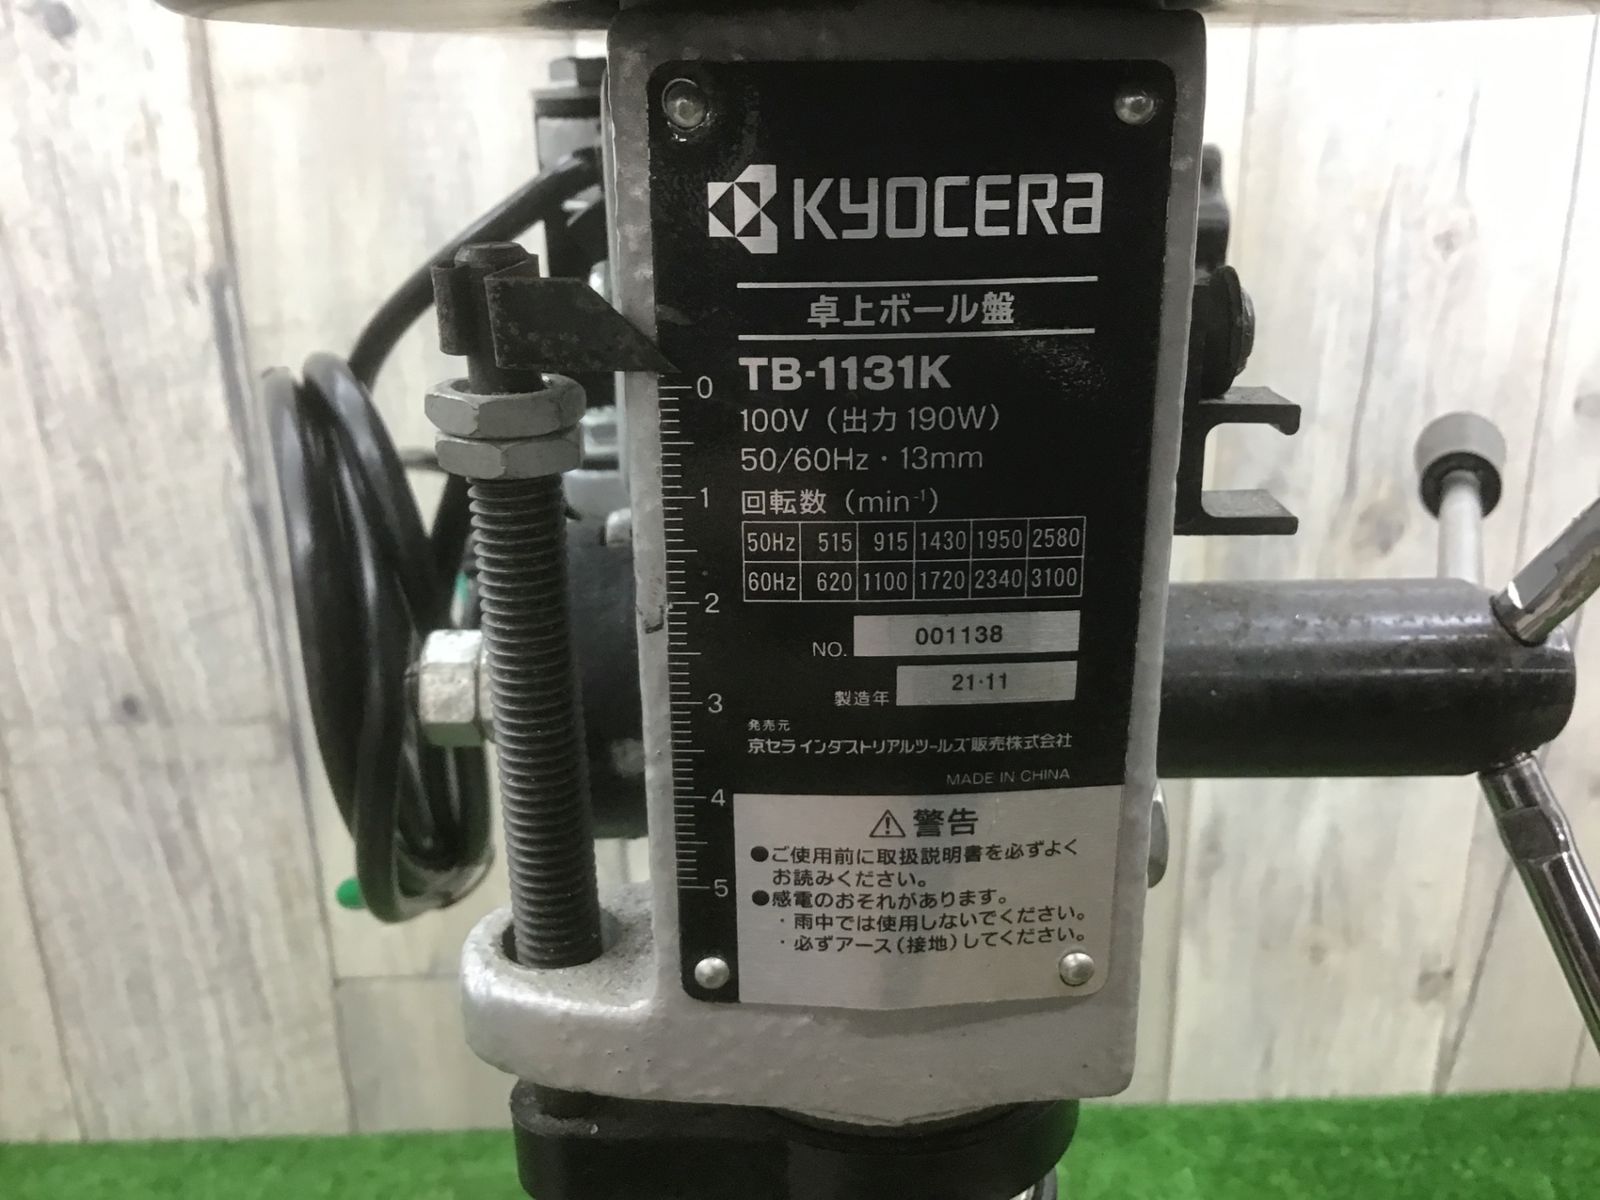 KYOCERA
卓上ボール盤
TB-1131K
100V（出力 190W）
50/60Hz・13mm
回転数（min⁻¹）
50Hz 515 915 1430 1950 2580
60Hz 620 1100 1720 2340 3100
NO. 001138
製造年 21・11
発売元
京セラインダストリアルツールズ販売株式会社
MADE IN CHINA
⚠警告
●ご使用前に取扱説明書を必ずよく
お読みください。
●感電のおそれがあります。
・雨中では使用しないでください。
・必ずアース（接地）してください。
0
1
2
3
4
5